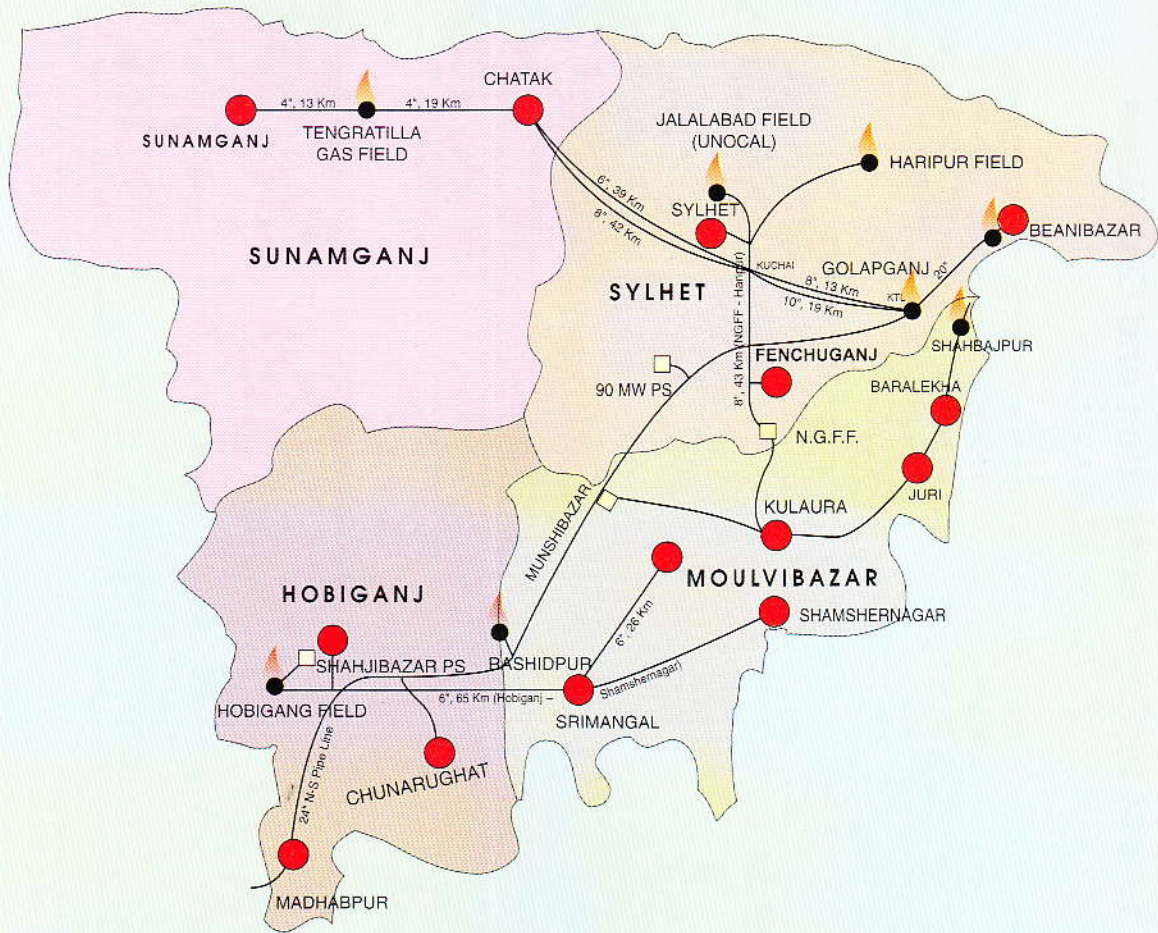 CHATAK
4", 13 Km
4", 19 Km
SUNAMGANJ
TENGRATILLA
GAS FIELD
JALALABAD FIELD
(UNOCAL)
HARIPUR FIELD
6", 39 Km
8", 42 Km
SYLHET
BEANIBAZAR
SUNAMGANJ
KUCHAI
GOLAPGANJ
20"
SYLHET
8", 13 Km
10", 19 Km
KTL
8", 43 Km (NGFF - Haripur)
FENCHUGANJ
SHAHBAJPUR
90 MW PS
BARALEKHA
N.G.F.F.
JURI
MUNSHIBAZAR
KULAURA
HOBIGANJ
MOULVIBAZAR
SHAMSHERNAGAR
6", 26 Km
SHAHJIBAZAR PS
BASHIDPUR
6", 65 Km (Hobiganj –
Shamshernagar)
HOBIGANG FIELD
SRIMANGAL
24" N-S Pipe Line
CHUNARUGHAT
MADHABPUR